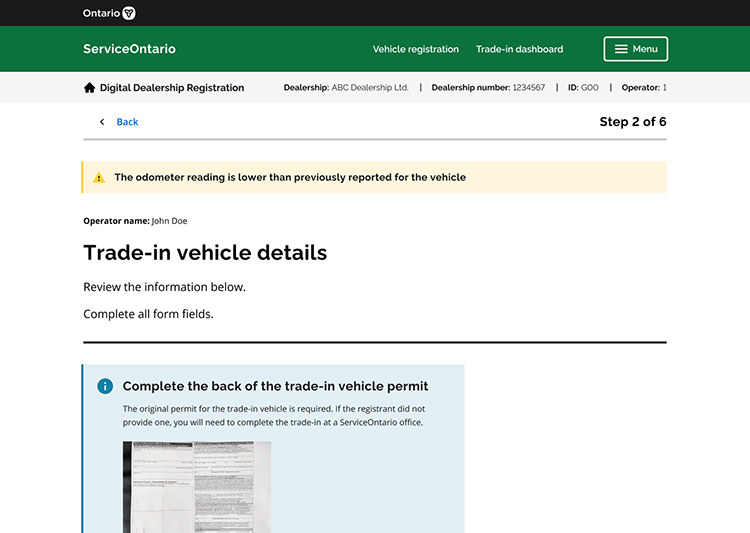 Ontario
ServiceOntario
Vehicle registration
Trade-in dashboard
Menu
Digital Dealership Registration
Dealership: ABC Dealership Ltd. | Dealership number: 1234567 | ID: GOO | Operator: 1
Back
Step 2 of 6
The odometer reading is lower than previously reported for the vehicle
Operator name: John Doe
Trade-in vehicle details
Review the information below.
Complete all form fields.
Complete the back of the trade-in vehicle permit
The original permit for the trade-in vehicle is required. If the registrant did not
provide one, you will need to complete the trade-in at a ServiceOntario office.